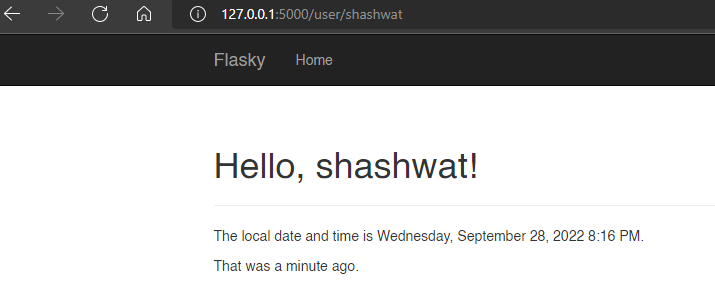 127.0.0.1:5000/user/shashwat
Flasky Home
Hello, shashwat!
The local date and time is Wednesday, September 28, 2022 8:16 PM.
That was a minute ago.